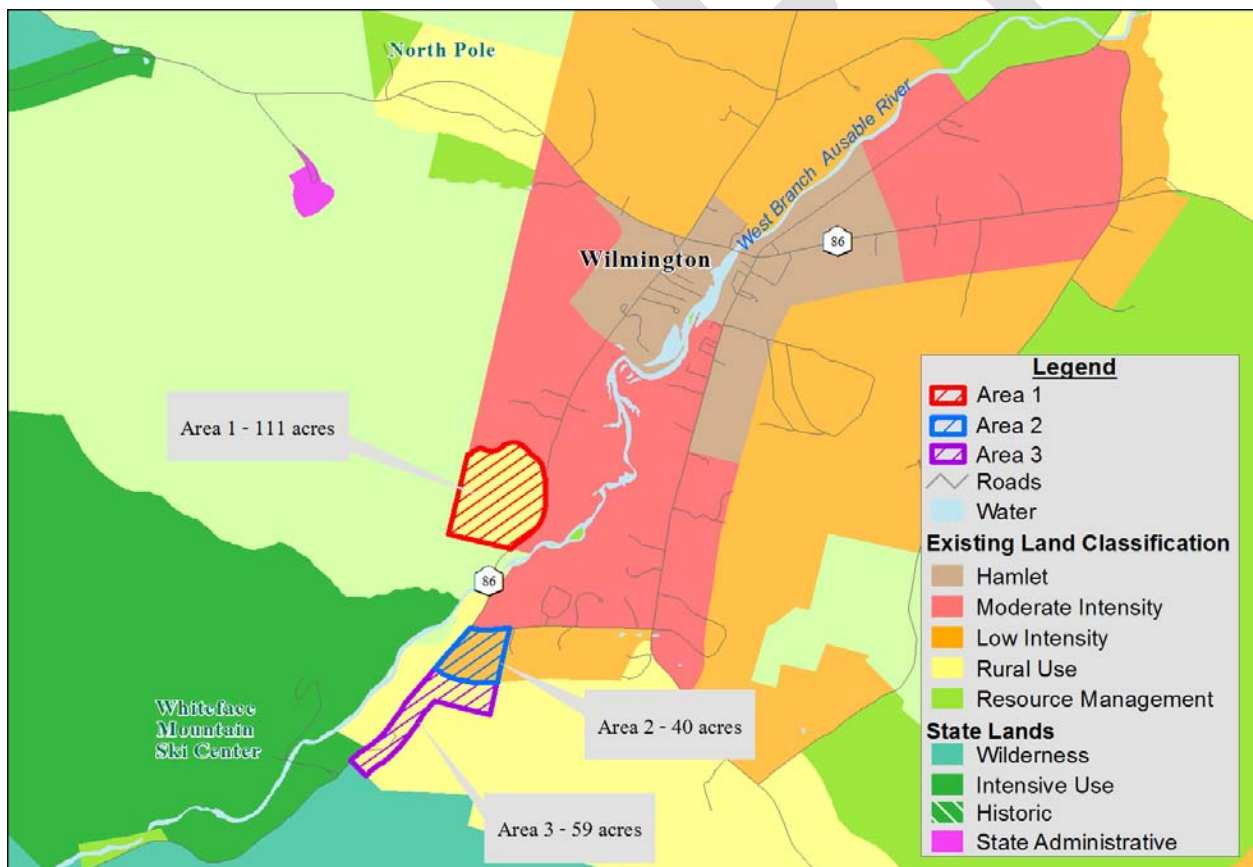 North Pole
West Branch Ausable River
86
Wilmington
Area 1 - 111 acres
86
Whiteface
Mountain
Ski Center
Area 2 - 40 acres
Area 3 - 59 acres
Legend
Area 1
Area 2
Area 3
Roads
Water
Existing Land Classification
Hamlet
Moderate Intensity
Low Intensity
Rural Use
Resource Management
State Lands
Wilderness
Intensive Use
Historic
State Administrative